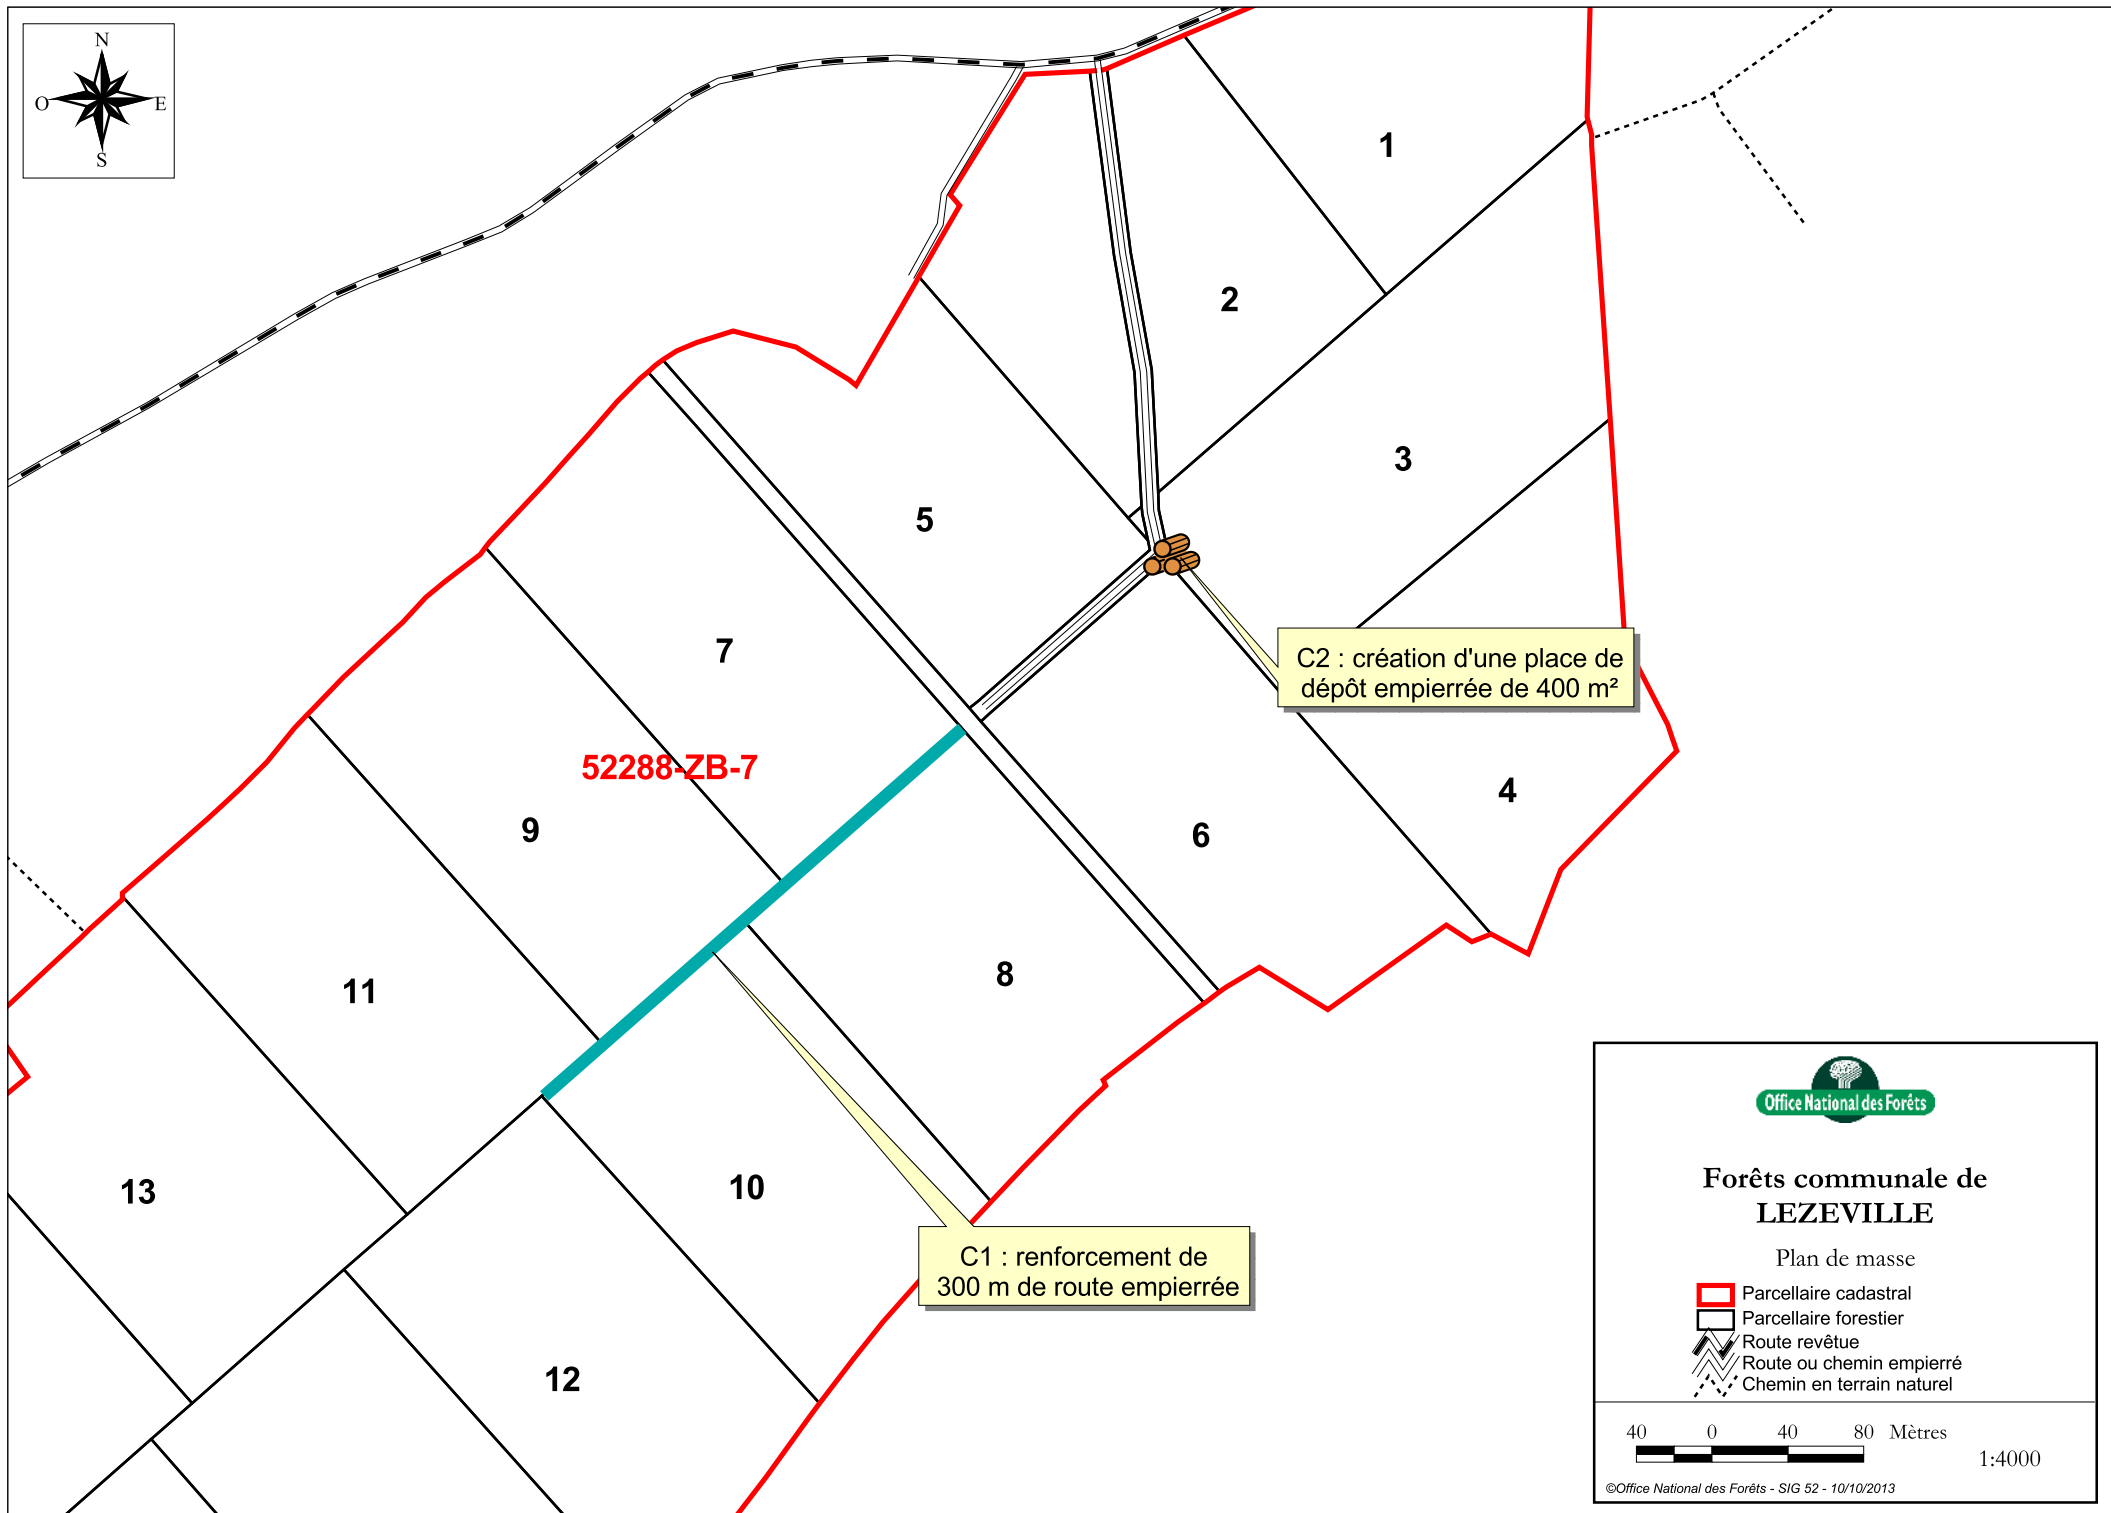 N
O
E
S
1
2
3
5
7
C2 : création d'une place de
dépôt empierrée de 400 m²
52288-ZB-7
4
9
6
8
11
13
10
C1 : renforcement de
300 m de route empierrée
12
Office National des Forêts
Forêts communale de
LEZEVILLE
Plan de masse
Parcellaire cadastral
Parcellaire forestier
Route revêtue
Route ou chemin empierré
Chemin en terrain naturel
40 0 40 80 Mètres
1:4000
©Office National des Forêts - SIG 52 - 10/10/2013